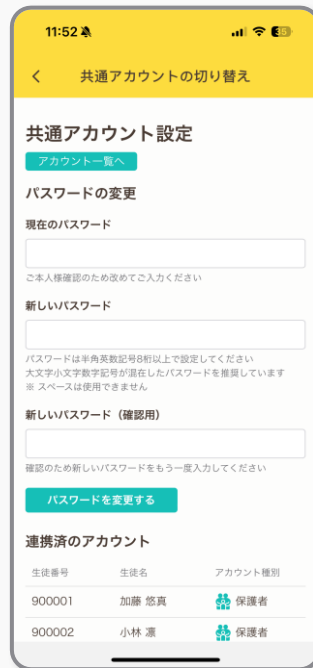 11:52
35
共通アカウントの切り替え
共通アカウント設定
アカウント一覧へ
パスワードの変更
現在のパスワード
ご本人様確認のため改めてご入力ください
新しいパスワード
パスワードは半角英数記号8桁以上で設定してください
大文字小文字数字記号が混在したパスワードを推奨しています
※ スペースは使用できません
新しいパスワード（確認用）
確認のため新しいパスワードをもう一度入力してください
パスワードを変更する
連携済のアカウント
生徒番号 生徒名 アカウント種別
900001 加藤 悠真 保護者
900002 小林 凛 保護者